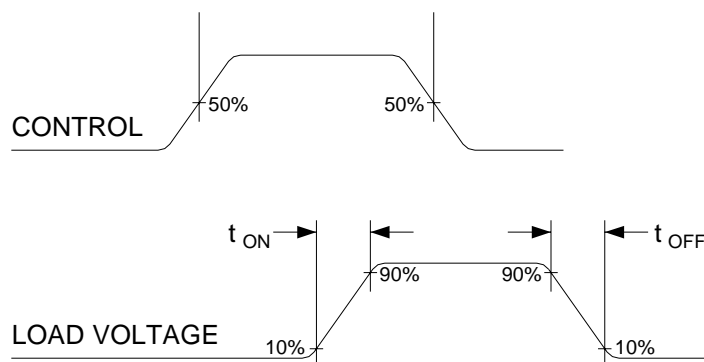 50%
50%
CONTROL
t ON
t OFF
90%
90%
LOAD VOLTAGE
10%
10%